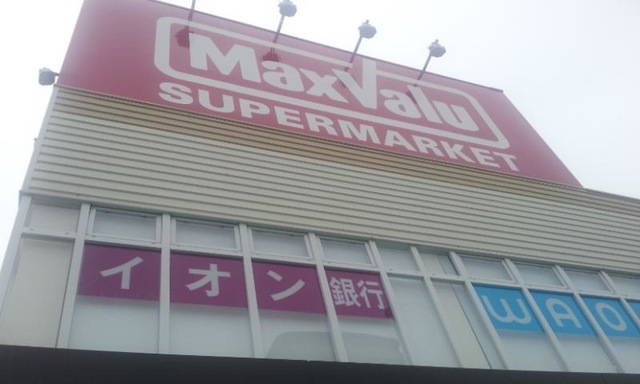 MaxValu
SUPERMARKET
イオン銀行
WAO